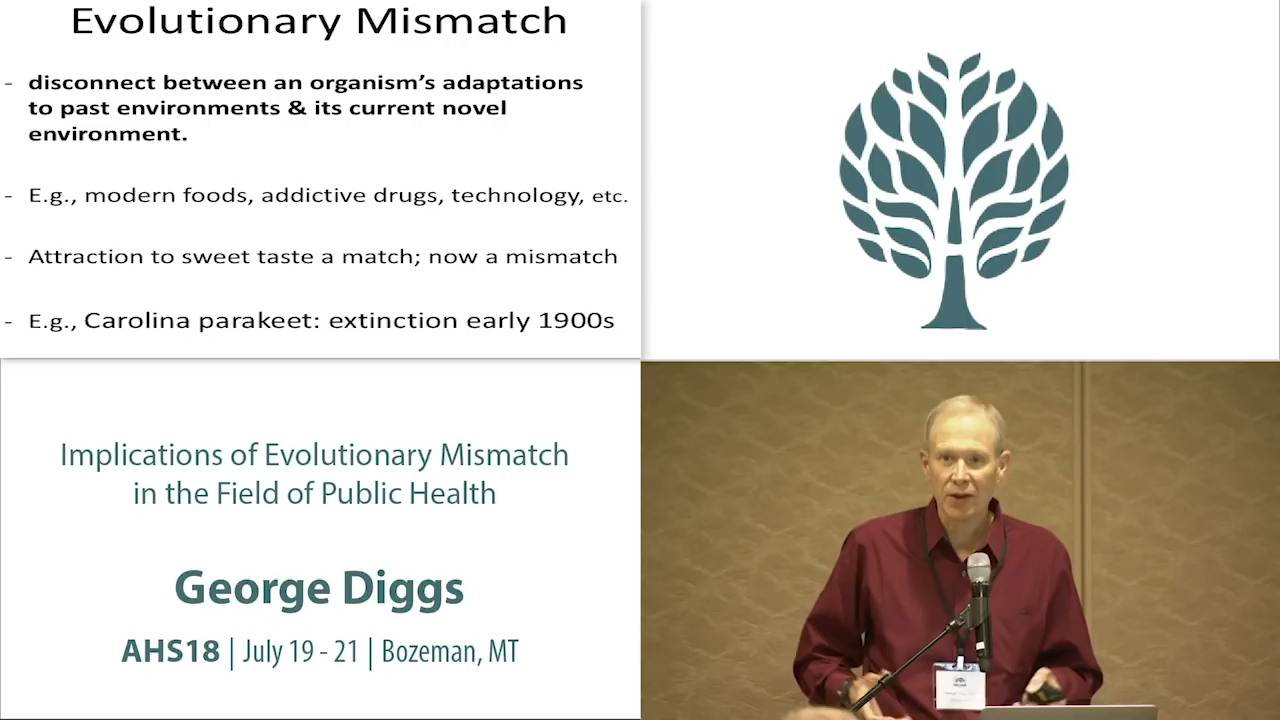 Evolutionary Mismatch
- disconnect between an organism's adaptations
to past environments & its current novel
environment.
- E.g., modern foods, addictive drugs, technology, etc.
- Attraction to sweet taste a match; now a mismatch
- E.g., Carolina parakeet: extinction early 1900s
Implications of Evolutionary Mismatch
in the Field of Public Health
George Diggs
AHS18 | July 19 - 21 | Bozeman, MT